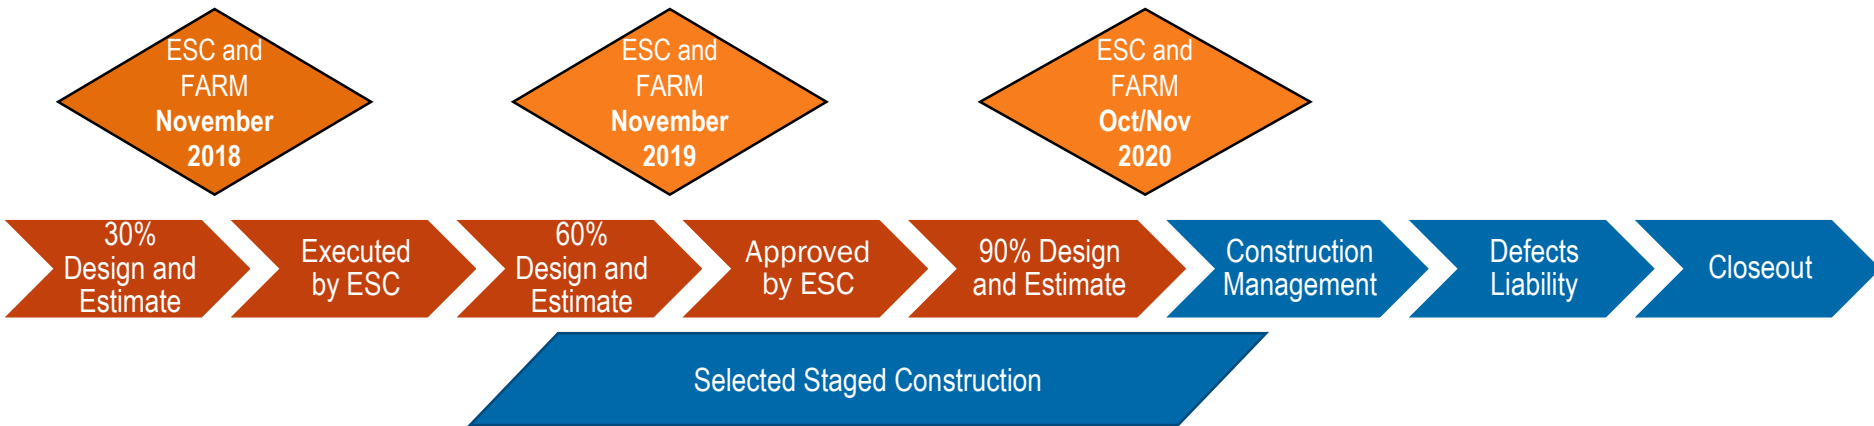 ESC and
FARM
November
2018
ESC and
FARM
November
2019
ESC and
FARM
Oct/Nov
2020
30%
Design and
Estimate
Executed
by ESC
60%
Design and
Estimate
Approved
by ESC
90% Design
and Estimate
Construction
Management
Defects
Liability
Closeout
Selected Staged Construction